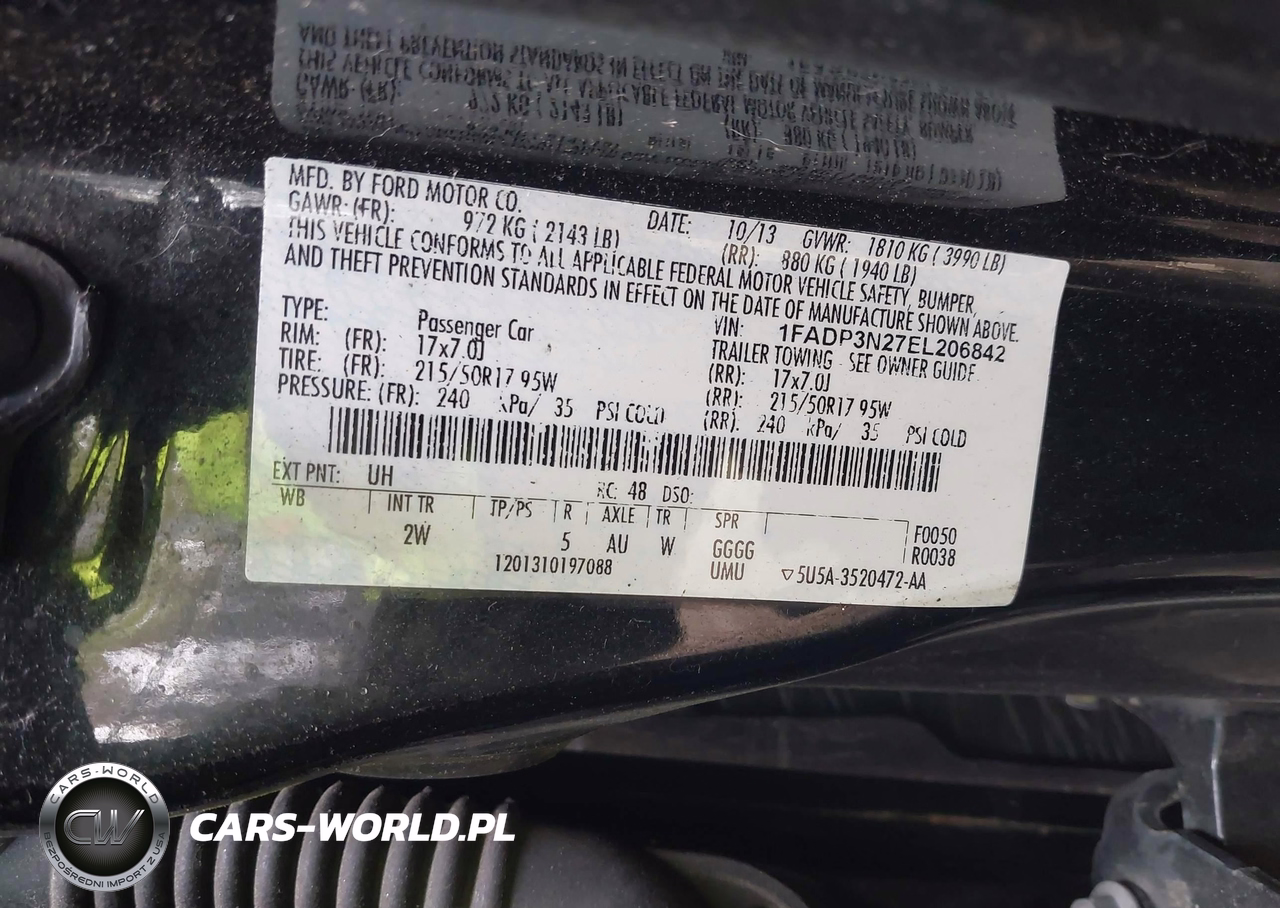 MFD. BY FORD MOTOR CO. DATE: 10/13 GVWR: 1810 KG ( 3990 LB)
GAWR: (FR): 972 KG ( 2143 LB) (RR): 880 KG ( 1940 LB)
THIS VEHICLE CONFORMS TO ALL APPLICABLE FEDERAL MOTOR VEHICLE SAFETY, BUMPER,
AND THEFT PREVENTION STANDARDS IN EFFECT ON THE DATE OF MANUFACTURE SHOWN ABOVE.
VIN: 1FADP3N27EL206842
TYPE: Passenger Car TRAILER TOWING - SEE OWNER GUIDE
RIM: (FR): 17x7.0J (RR): 17x7.0J
TIRE: (FR): 215/50R17 95W (RR): 215/50R17 95W
PRESSURE: (FR): 240 kPa/ 35 PSI COLD (RR): 240 kPa/ 35 PSI COLD
EXT PNT: UH RC: 48 DSO:
WB INT TR TP/PS R AXLE TR SPR F0050
2W 5 AU W GGGG R0038
1201310197088 UMU ▽5U5A-3520472-AA
CARS-WORLD
CW
BEZPOŚREDNI IMPORT Z USA
CARS-WORLD.PL